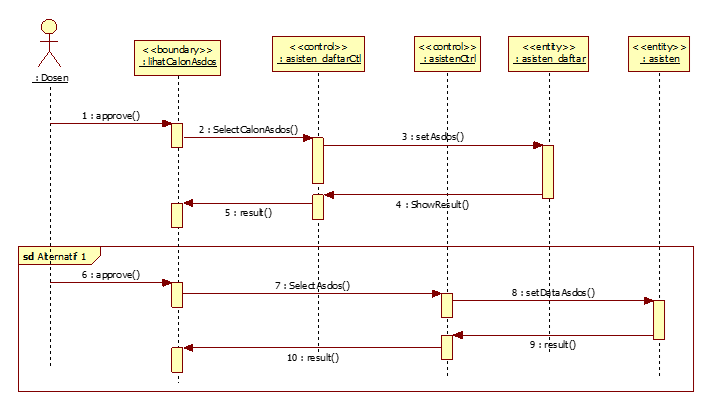 <<boundary>>
: lihatCalonAsdos
<<control>>
: asisten_daftarCtl
<<control>>
: asistenCtrl
<<entity>>
: asisten_daftar
<<entity>>
: asisten
: Dosen
1 : approve()
2 : SelectCalonAsdos()
3 : setAsdos()
4 : ShowResult()
5 : result()
sd Alternatif 1
6 : approve()
7 : SelectAsdos()
8 : setDataAsdos()
9 : result()
10 : result()